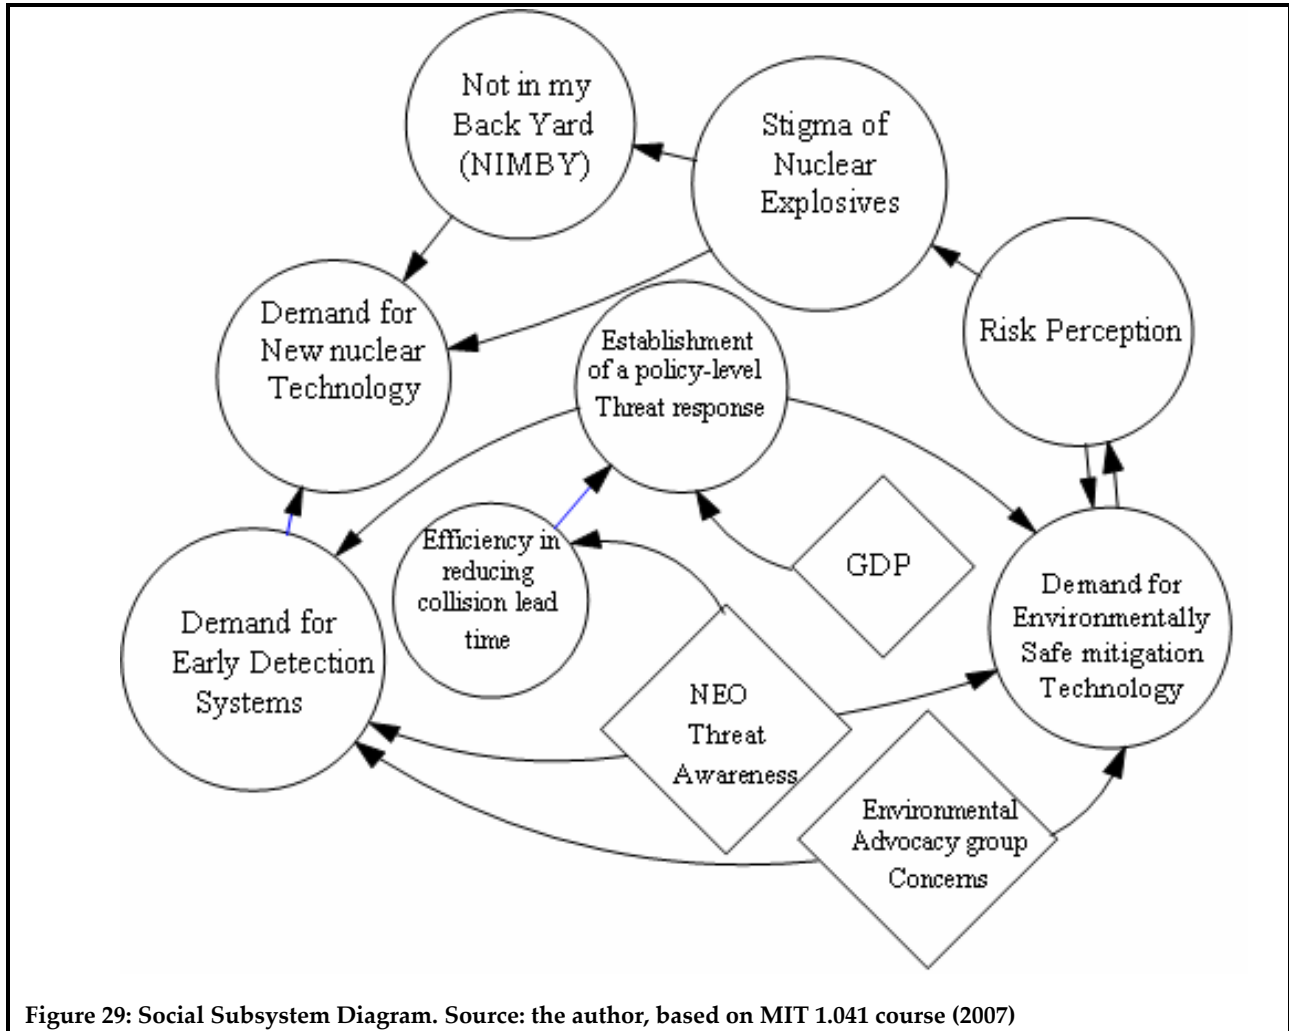 Not in my
Back Yard
(NIMBY)
Stigma of
Nuclear
Explosives
Risk Perception
Demand for
New nuclear
Technology
Establishment
of a policy-level
Threat response
Efficiency in
reducing
collision lead
time
GDP
Demand for
Environmentally
Safe mitigation
Technology
Demand for
Early Detection
Systems
NEO
Threat
Awareness
Environmental
Advocacy group
Concerns
Figure 29: Social Subsystem Diagram. Source: the author, based on MIT 1.041 course (2007)